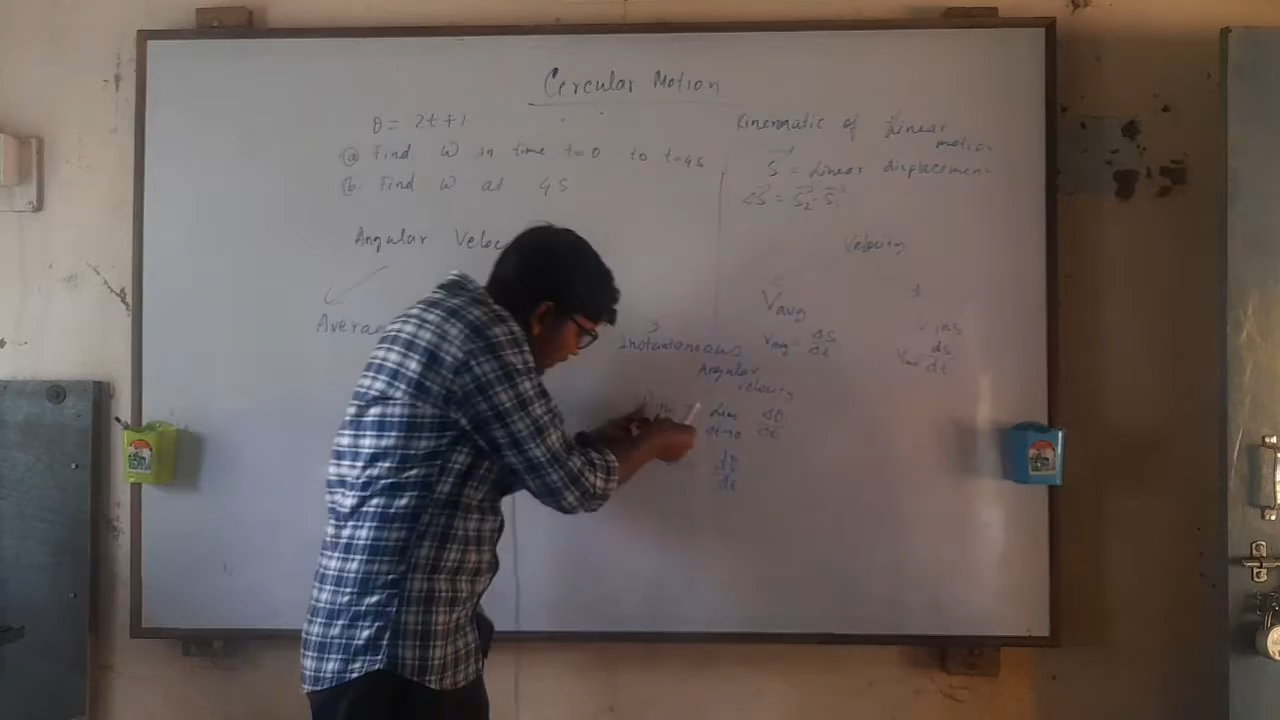 Cercular Motion
θ = 2t+1
(a) Find ω in time t=0 to t=4s
(b) Find ω at 4s
Angular Veloc
Avera
Instantaneous
Angular
velocity
lim Δθ
Δt→0 Δt
dθ
dt
Kinematic of linear
motion
S = Linear displacement
ΔS = S2 - S1
Velocity
Vavg
Vavg = ΔS
Δt
ds
dt